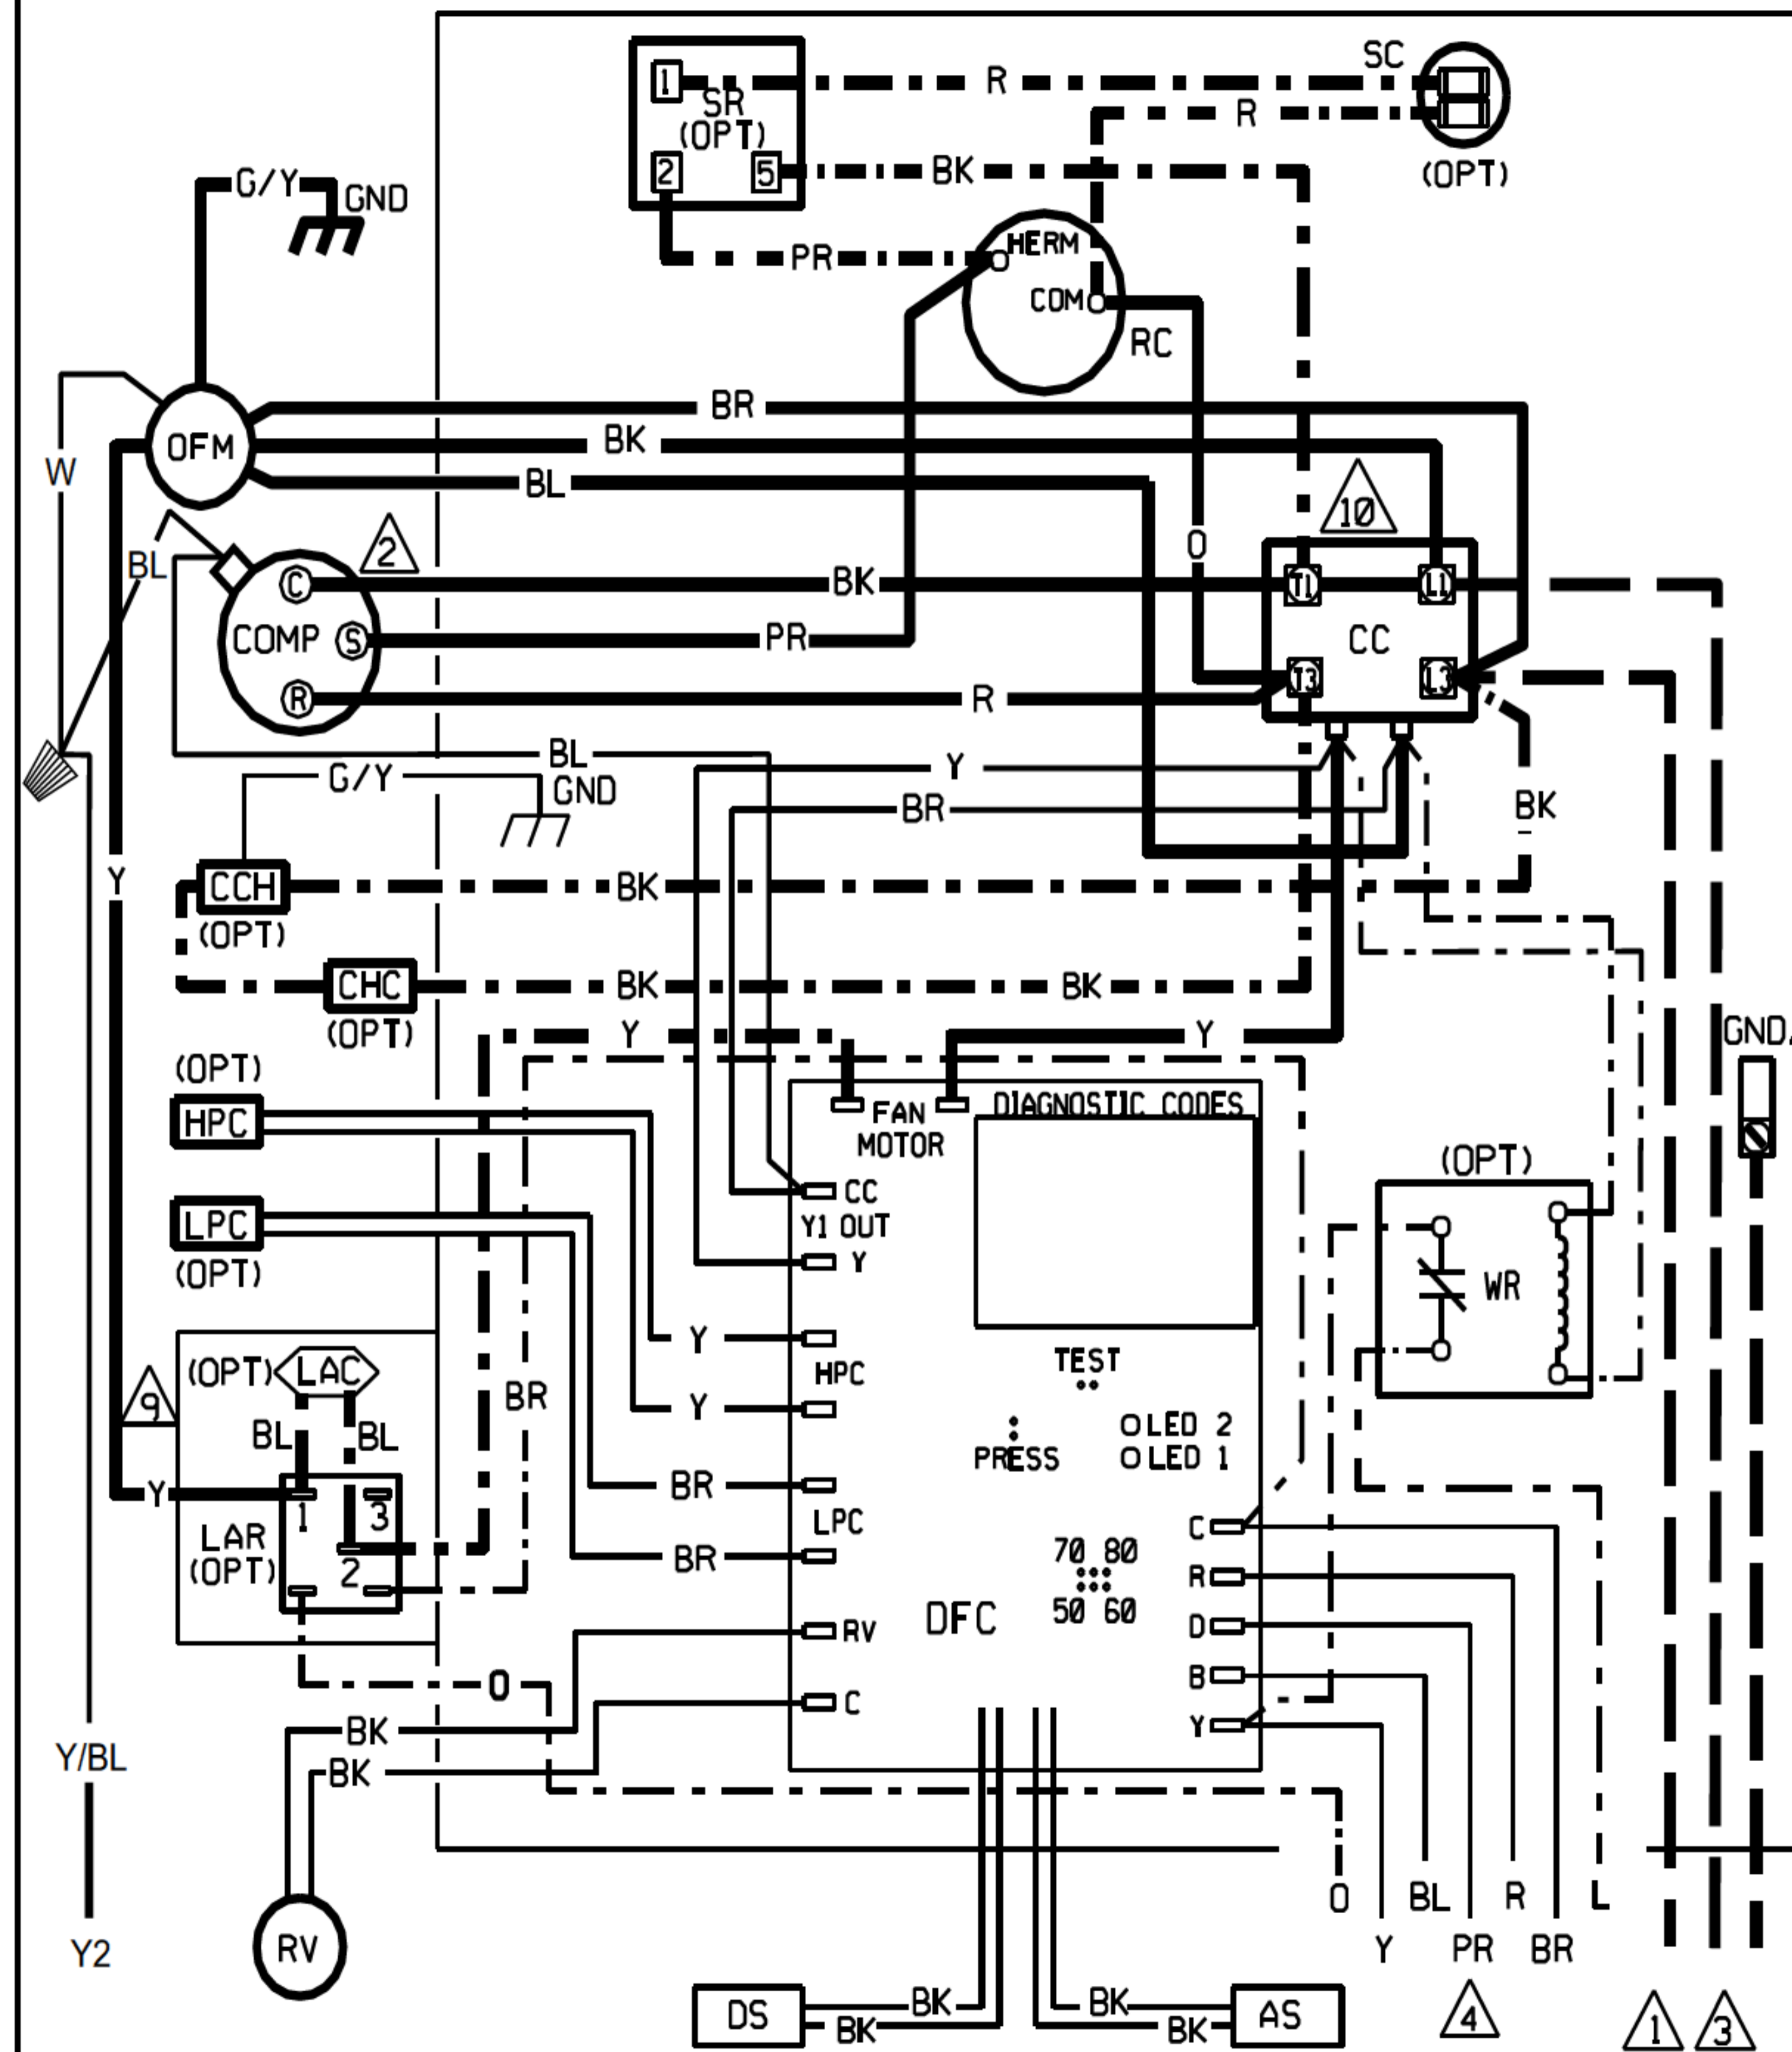 SC
1
R
SR
(OPT)
R
2
5
BK
(OPT)
G/Y
GND
HERM
PR
COM
RC
BR
OFM
BK
W
BL
10
2
O
BL
C
BK
T1
L1
COMP
S
PR
CC
R
R
T3
L3
BL
Y
G/Y
GND
BR
BK
Y
CCH
BK
(OPT)
CHC
BK
BK
(OPT)
Y
Y
GND
(OPT)
HPC
FAN
MOTOR
DIAGNOSTIC CODES
(OPT)
CC
LPC
Y1 OUT
Y
(OPT)
WR
Y
TEST
(OPT)
LAC
HPC
9
BR
Y
BL
BL
LED 2
PRESS
LED 1
BR
Y
1
3
LPC
C
LAR
(OPT)
2
BR
70 80
R
50 60
DFC
D
RV
B
O
C
Y
BK
Y/BL
BK
O
BL
R
L
Y2
RV
Y
PR
BR
DS
BK
BK
BK
BK
AS
4
1
3